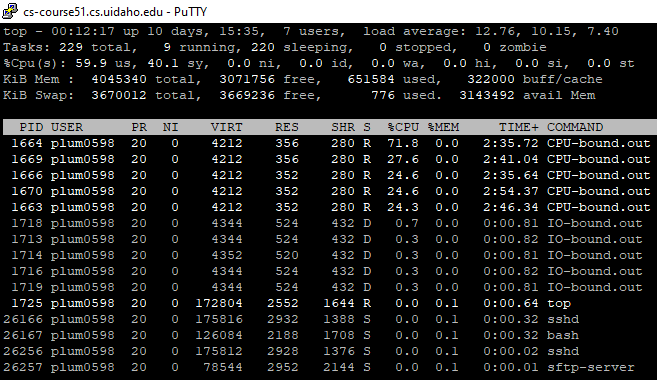 cs-course51.cs.uidaho.edu - PuTTY
top - 00:12:17 up 10 days, 15:35, 7 users, load average: 12.76, 10.15, 7.40
Tasks: 229 total, 9 running, 220 sleeping, 0 stopped, 0 zombie
%Cpu(s): 59.9 us, 40.1 sy, 0.0 ni, 0.0 id, 0.0 wa, 0.0 hi, 0.0 si, 0.0 st
KiB Mem : 4045340 total, 3071756 free, 651584 used, 322000 buff/cache
KiB Swap: 3670012 total, 3669236 free, 776 used. 3143492 avail Mem
PID USER PR NI VIRT RES SHR S %CPU %MEM TIME+ COMMAND
1664 plum0598 20 0 4212 356 280 R 71.8 0.0 2:35.72 CPU-bound.out
1669 plum0598 20 0 4212 356 280 R 27.6 0.0 2:41.04 CPU-bound.out
1666 plum0598 20 0 4212 352 280 R 24.6 0.0 2:35.64 CPU-bound.out
1670 plum0598 20 0 4212 352 280 R 24.6 0.0 2:54.37 CPU-bound.out
1663 plum0598 20 0 4212 352 280 R 24.3 0.0 2:46.34 CPU-bound.out
1718 plum0598 20 0 4344 524 432 D 0.7 0.0 0:00.81 IO-bound.out
1713 plum0598 20 0 4344 524 432 D 0.3 0.0 0:00.82 IO-bound.out
1714 plum0598 20 0 4352 520 432 D 0.3 0.0 0:00.81 IO-bound.out
1716 plum0598 20 0 4344 524 432 D 0.3 0.0 0:00.81 IO-bound.out
1719 plum0598 20 0 4344 524 432 D 0.3 0.0 0:00.81 IO-bound.out
1725 plum0598 20 0 172804 2552 1644 R 0.0 0.1 0:00.64 top
26166 plum0598 20 0 175816 2932 1388 S 0.0 0.1 0:00.32 sshd
26167 plum0598 20 0 126084 2188 1708 S 0.0 0.1 0:00.32 bash
26256 plum0598 20 0 175812 2928 1376 S 0.0 0.1 0:00.02 sshd
26257 plum0598 20 0 78544 2952 2144 S 0.0 0.1 0:00.01 sftp-server